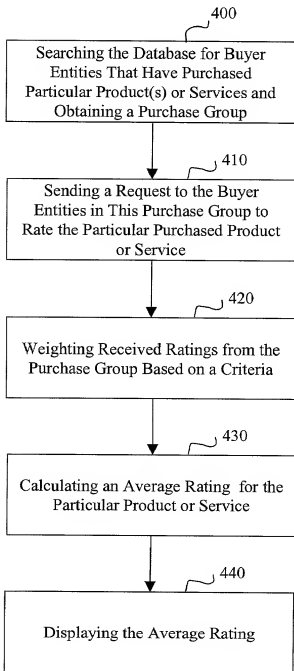 400
Searching the Database for Buyer
Entities That Have Purchased
Particular Product(s) or Services and
Obtaining a Purchase Group
410
Sending a Request to the Buyer
Entities in This Purchase Group to
Rate the Particular Purchased Product
or Service
420
Weighting Received Ratings from the
Purchase Group Based on a Criteria
430
Calculating an Average Rating for the
Particular Product or Service
440
Displaying the Average Rating